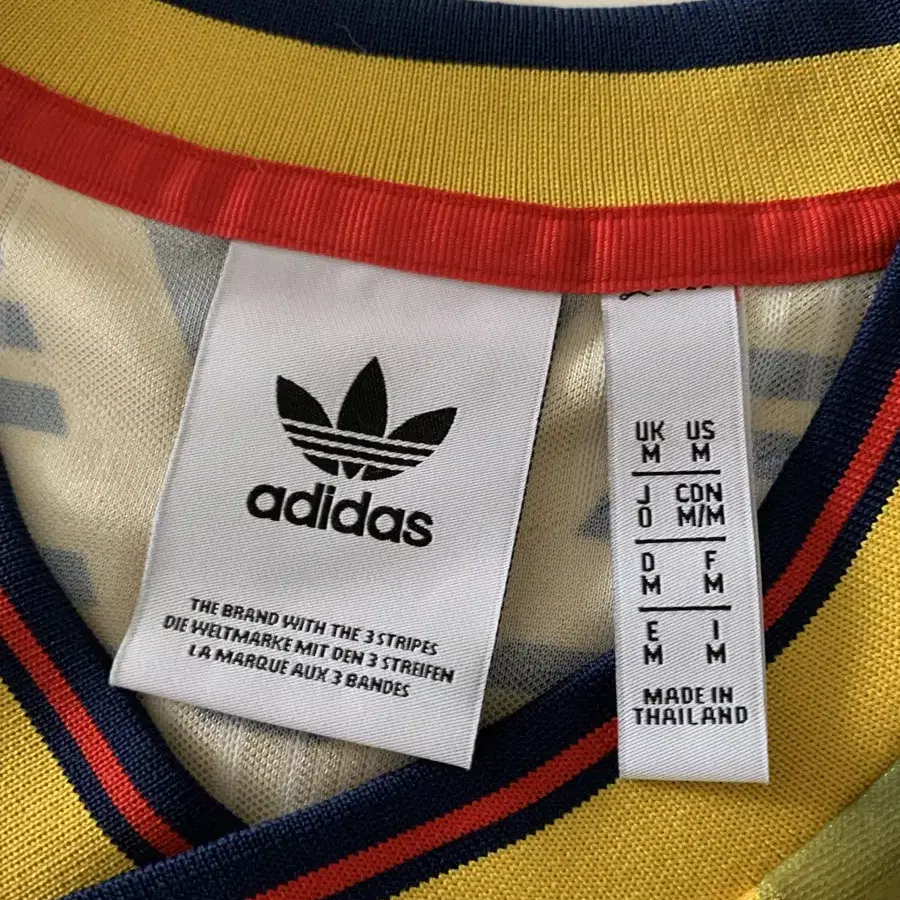 adidas
THE BRAND WITH THE 3 STRIPES
DIE WELTMARKE MIT DEN 3 STREIFEN
LA MARQUE AUX 3 BANDES
UK US
M M
J CDN
O M/M
D F
M M
E I
M M
MADE IN
THAILAND